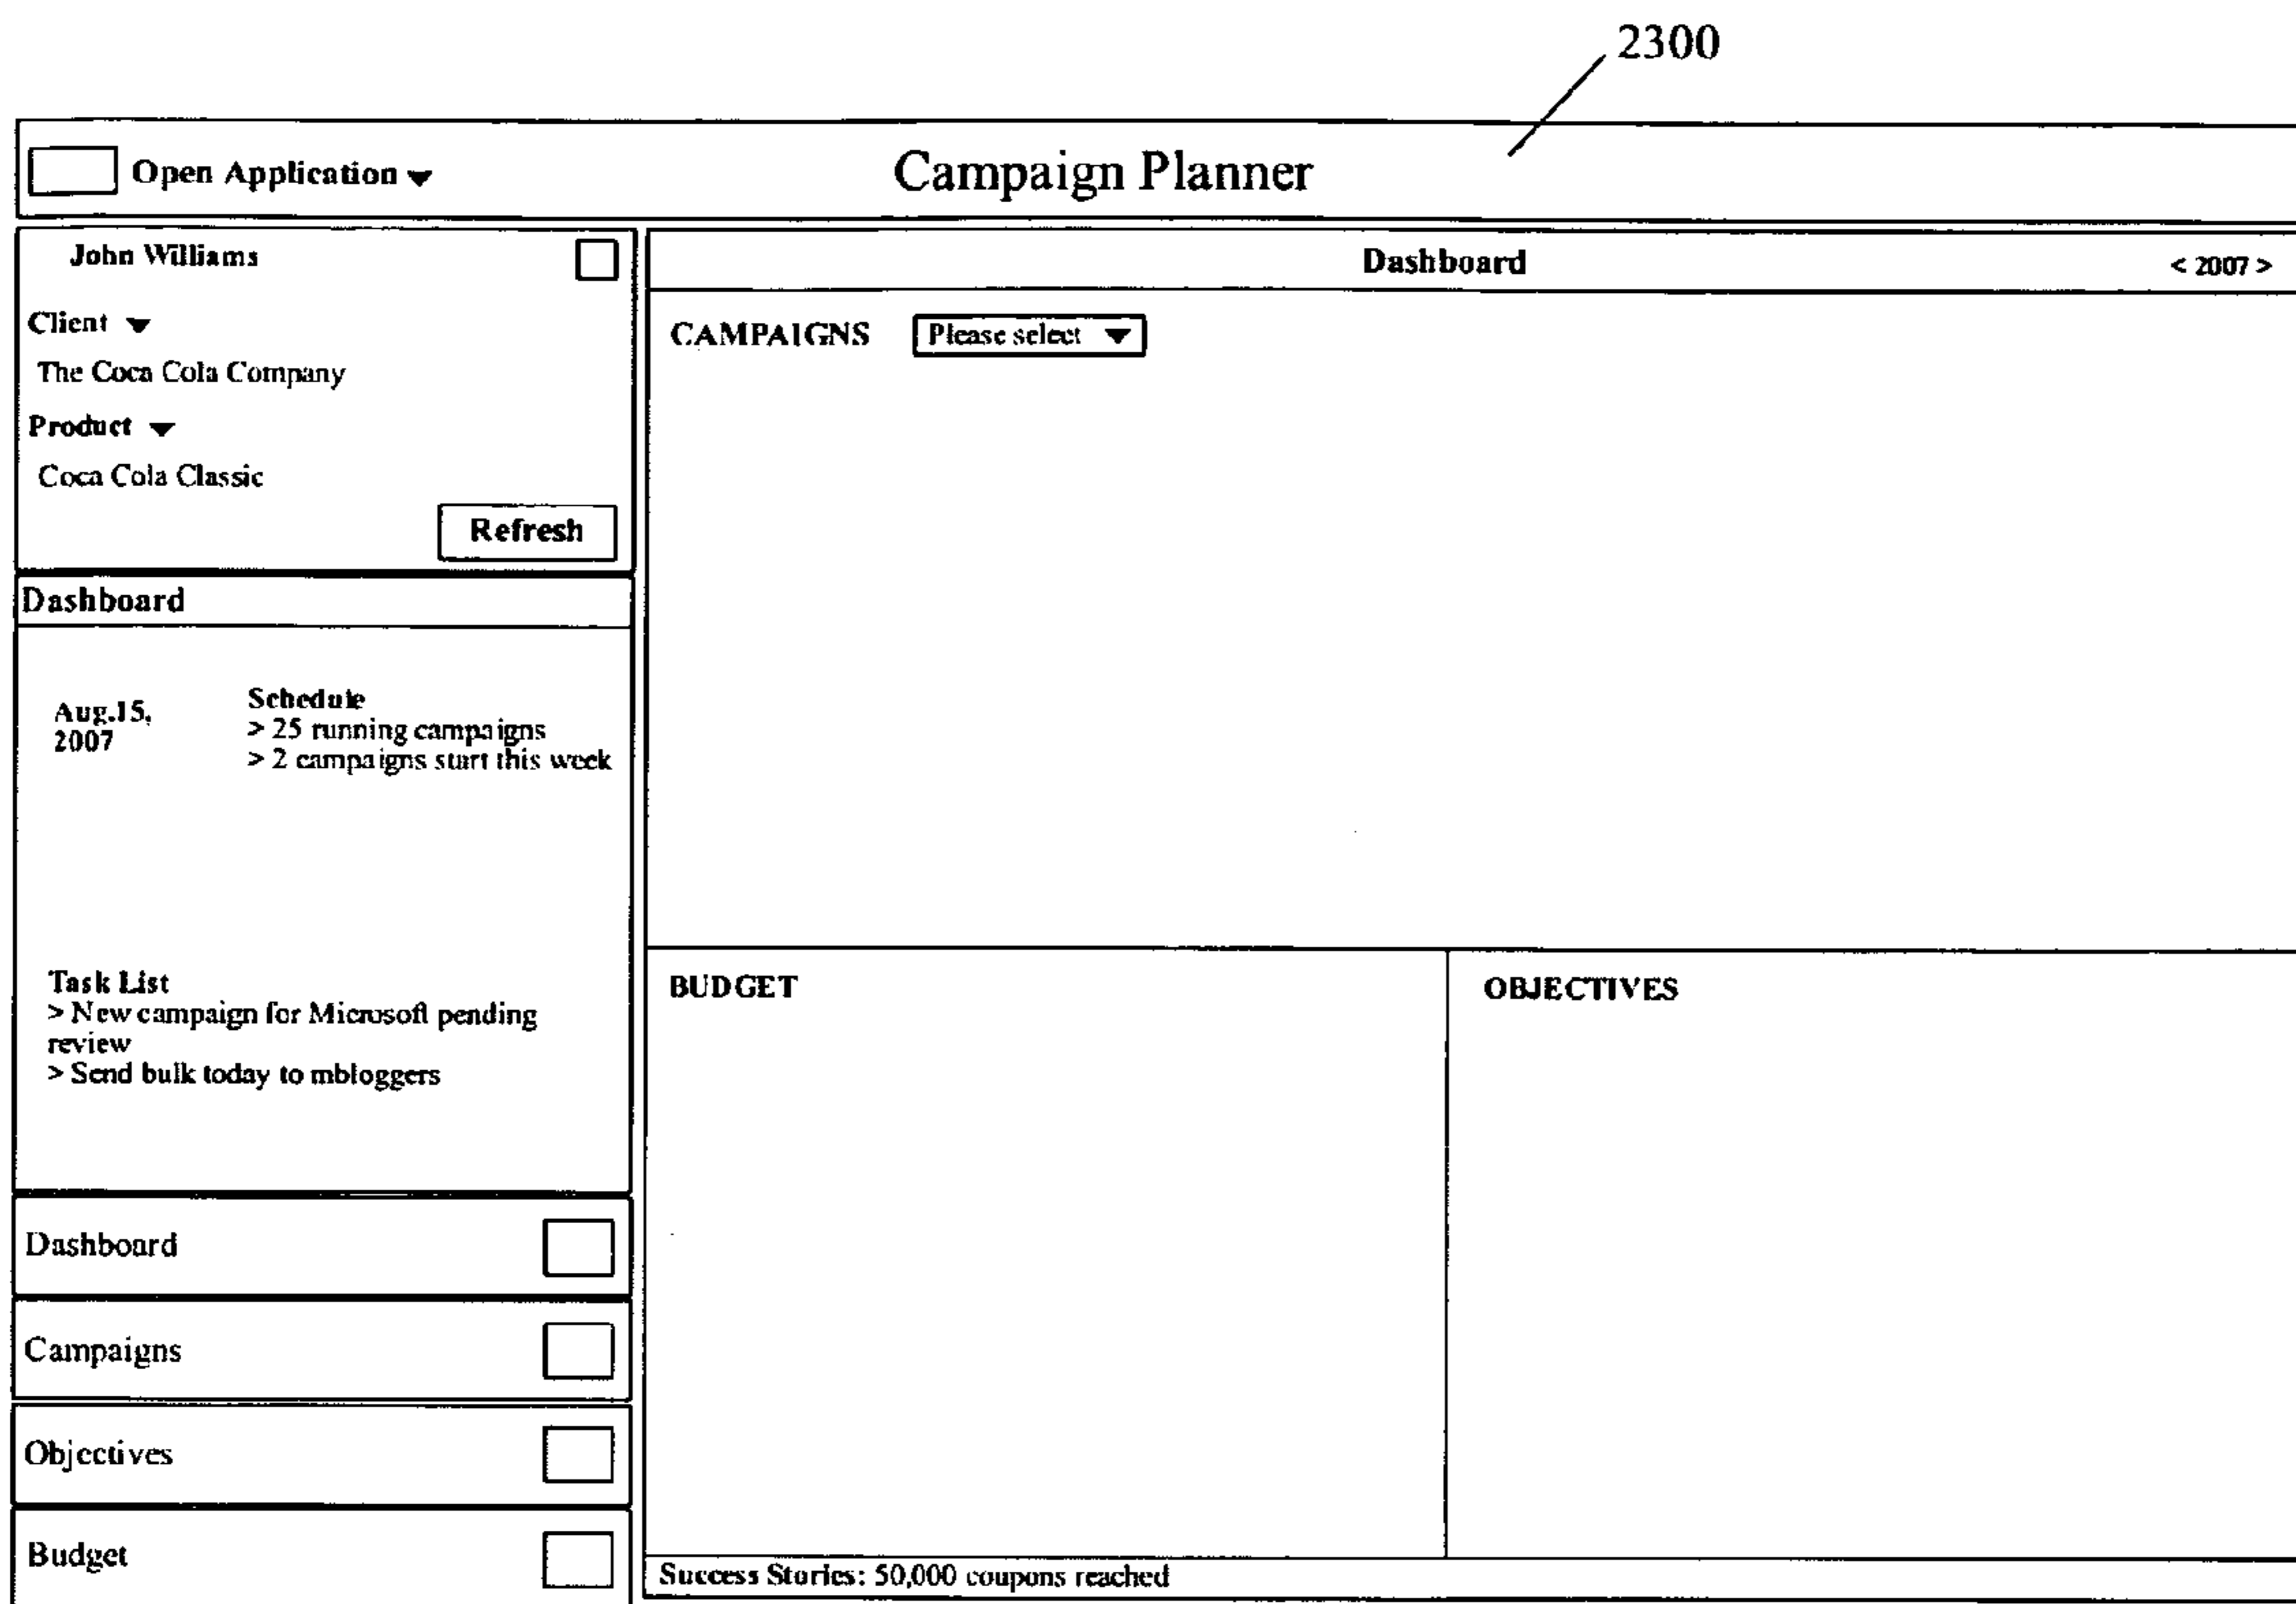 2300
Open Application
Campaign Planner
John Williams
Client
The Coca Cola Company
Product
Coca Cola Classic
Refresh
Dashboard
Aug.15,
2007
Schedule
> 25 running campaigns
> 2 campaigns start this week
Task List
> New campaign for Microsoft pending
review
> Send bulk today to mbloggers
Dashboard
Campaigns
Objectives
Budget
Dashboard
< 2007 >
CAMPAIGNS
Please select
BUDGET
OBJECTIVES
Success Stories: 50,000 coupons reached